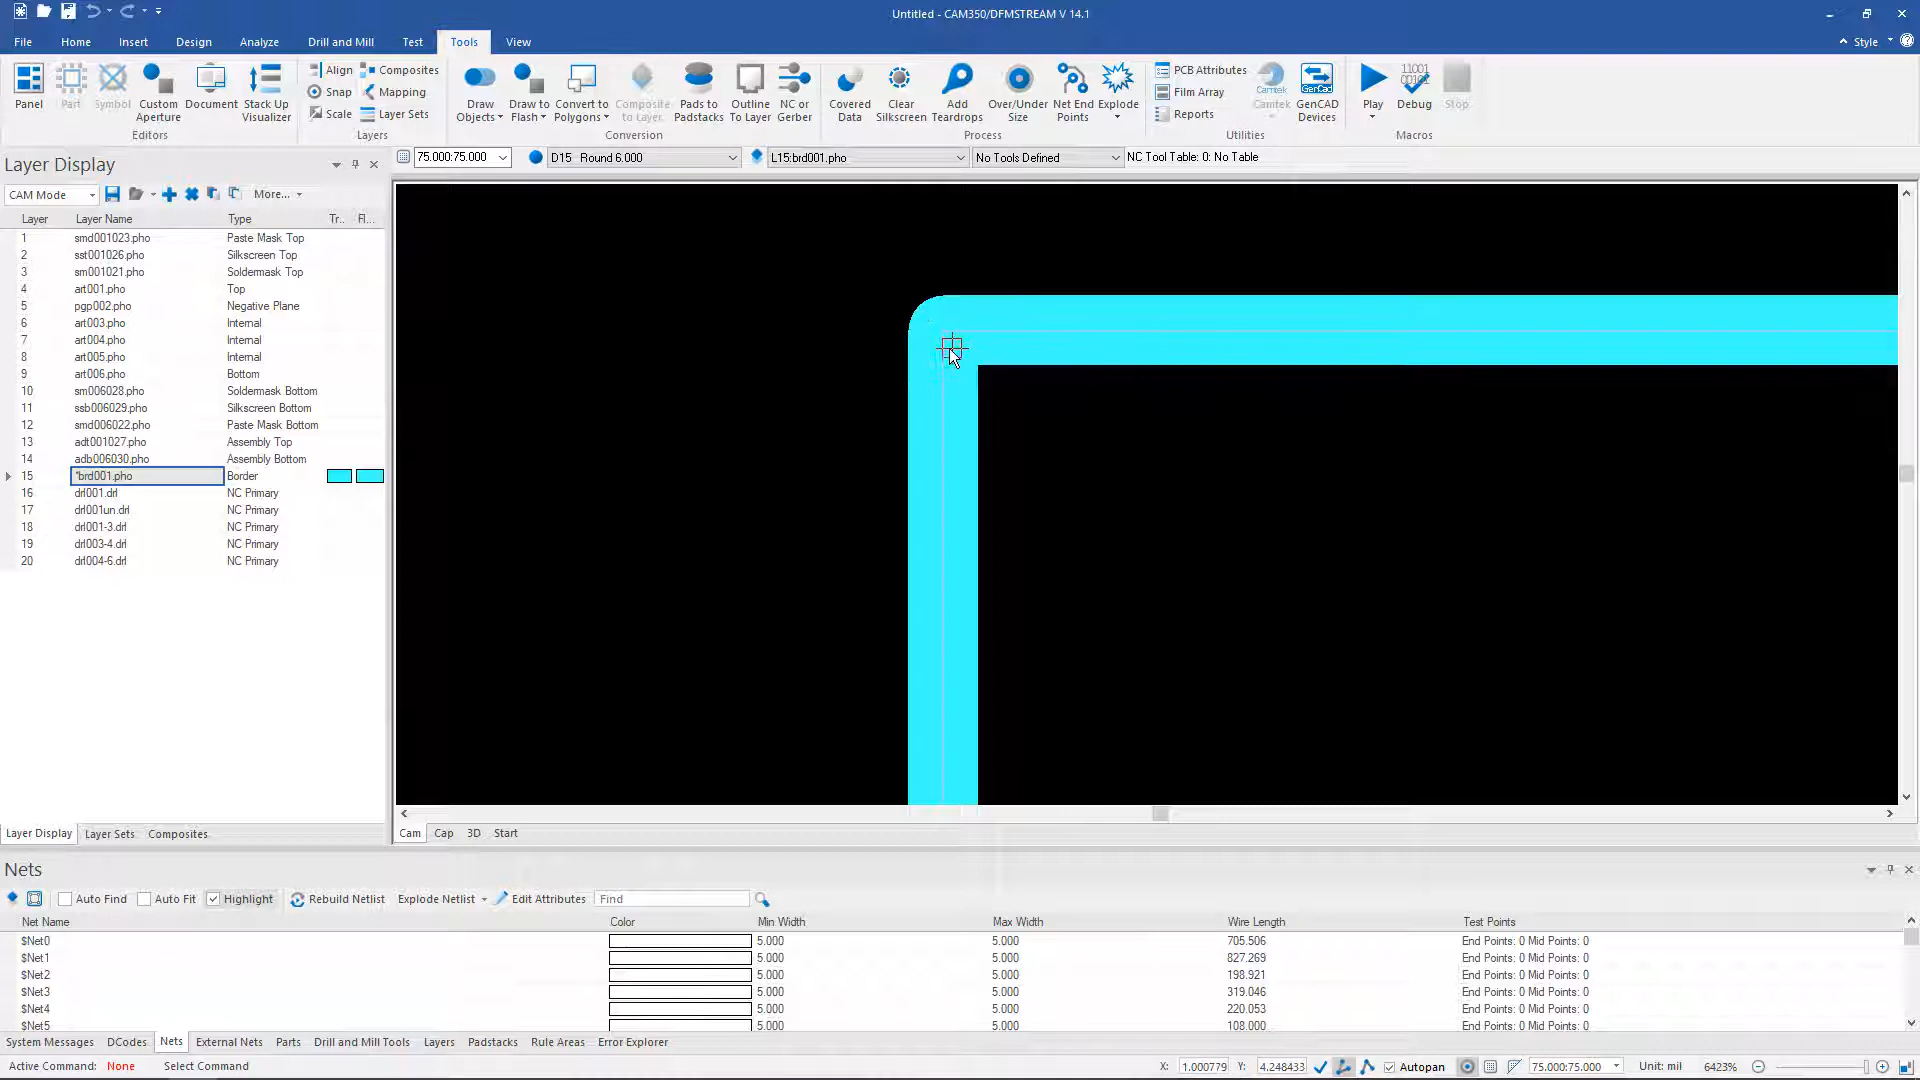 Untitled - CAM350/DFMSTREAM V 14.1
File Home Insert Design Analyze Drill and Mill Test Tools View
Style
Panel
Part
Symbol
Custom Aperture
Document
Stack Up Visualizer
Editors
Align
Snap
Scale
Composites
Mapping
Layer Sets
Layers
Draw Objects
Draw to Flash
Convert to Polygons
Composite to Layer
Pads to Padstacks
Outline To Layer
NC or Gerber
Conversion
Covered Data
Clear Silkscreen
Add Teardrops
Over/Under Size
Net End Points
Explode
Process
PCB Attributes
Film Array
Reports
Camtek
Camtek
GenCAD
GenCAD Devices
Utilities
Play
Debug
Stop
Macros
Layer Display
75.000:75.000 D15 Round 6.000 L15:brd001.pho No Tools Defined NC Tool Table: 0: No Table
CAM Mode More...
Layer Layer Name Type Tr.. Fl...
1 smd001023.pho Paste Mask Top
2 sst001026.pho Silkscreen Top
3 sm001021.pho Soldermask Top
4 art001.pho Top
5 pgp002.pho Negative Plane
6 art003.pho Internal
7 art004.pho Internal
8 art005.pho Internal
9 art006.pho Bottom
10 sm006028.pho Soldermask Bottom
11 ssb006029.pho Silkscreen Bottom
12 smd006022.pho Paste Mask Bottom
13 adt001027.pho Assembly Top
14 adb006030.pho Assembly Bottom
15 *brd001.pho Border
16 drl001.drl NC Primary
17 drl001un.drl NC Primary
18 drl001-3.drl NC Primary
19 drl003-4.drl NC Primary
20 drl004-6.drl NC Primary
Layer Display Layer Sets Composites
Cam Cap 3D Start
Nets
Auto Find Auto Fit Highlight Rebuild Netlist Explode Netlist Edit Attributes Find
Net Name Color Min Width Max Width Wire Length Test Points
$Net0 5.000 5.000 705.506 End Points: 0 Mid Points: 0
$Net1 5.000 5.000 827.269 End Points: 0 Mid Points: 0
$Net2 5.000 5.000 198.921 End Points: 0 Mid Points: 0
$Net3 5.000 5.000 319.046 End Points: 0 Mid Points: 0
$Net4 5.000 5.000 220.053 End Points: 0 Mid Points: 0
$Net5 5.000 5.000 108.000 End Points: 0 Mid Points: 0
System Messages DCodes Nets External Nets Parts Drill and Mill Tools Layers Padstacks Rule Areas Error Explorer
Active Command: None Select Command X: 1.000779 Y: 4.248433 Autopan 75.000:75.000 Unit: mil 6423%